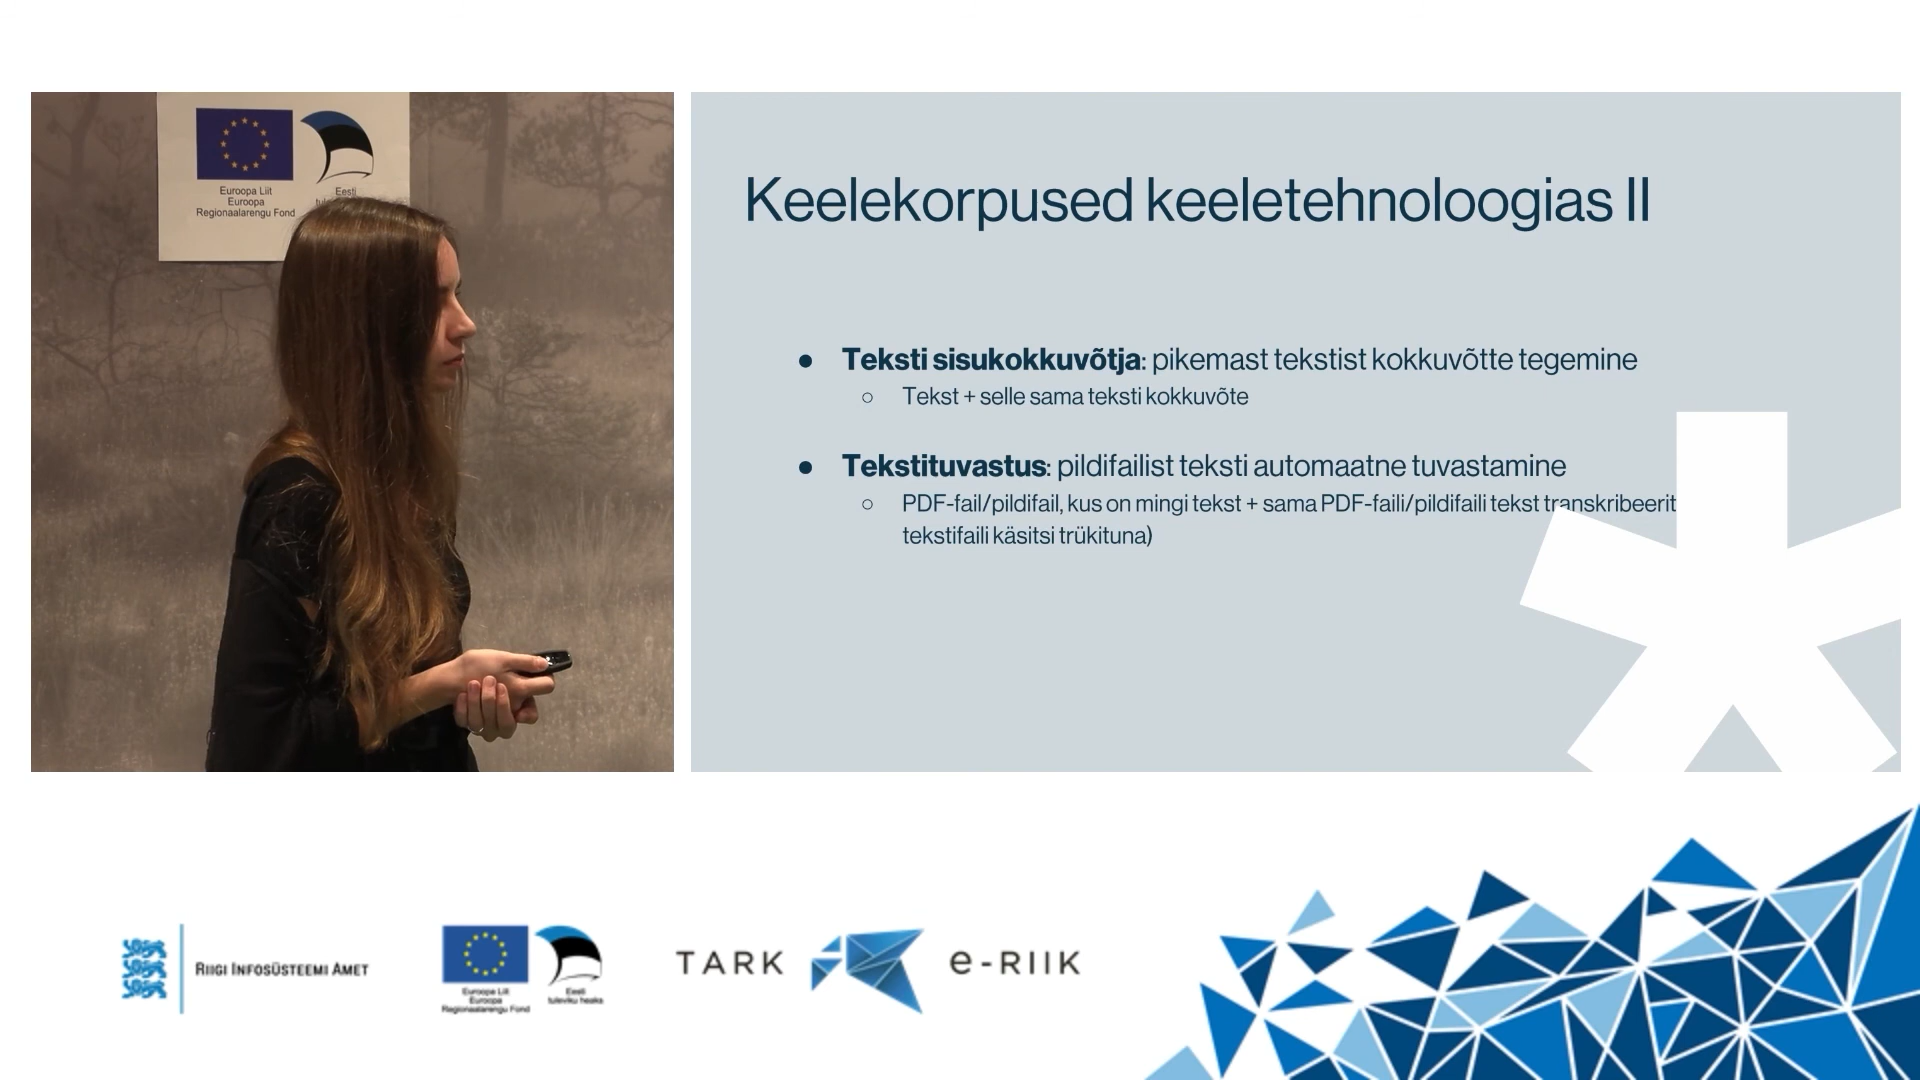 Euroopa Liit
Euroopa
Regionaalarengu Fond
Eesti
Keelekorpused keeletehnoloogias II
● Teksti sisukokkuvõtja: pikemast tekstist kokkuvõtte tegemine
○ Tekst + selle sama teksti kokkuvõte
● Tekstituvastus: pildifailist teksti automaatne tuvastamine
○ PDF-fail/pildifail, kus on mingi tekst + sama PDF-faili/pildifaili tekst transkribeerit
tekstifaili käsitsi trükituna)
RIIGI INFOSÜSTEEMI AMET
Euroopa Liit
Euroopa
Regionaalarengu Fond
Eesti
tuleviku heaks
TARK e-RIIK